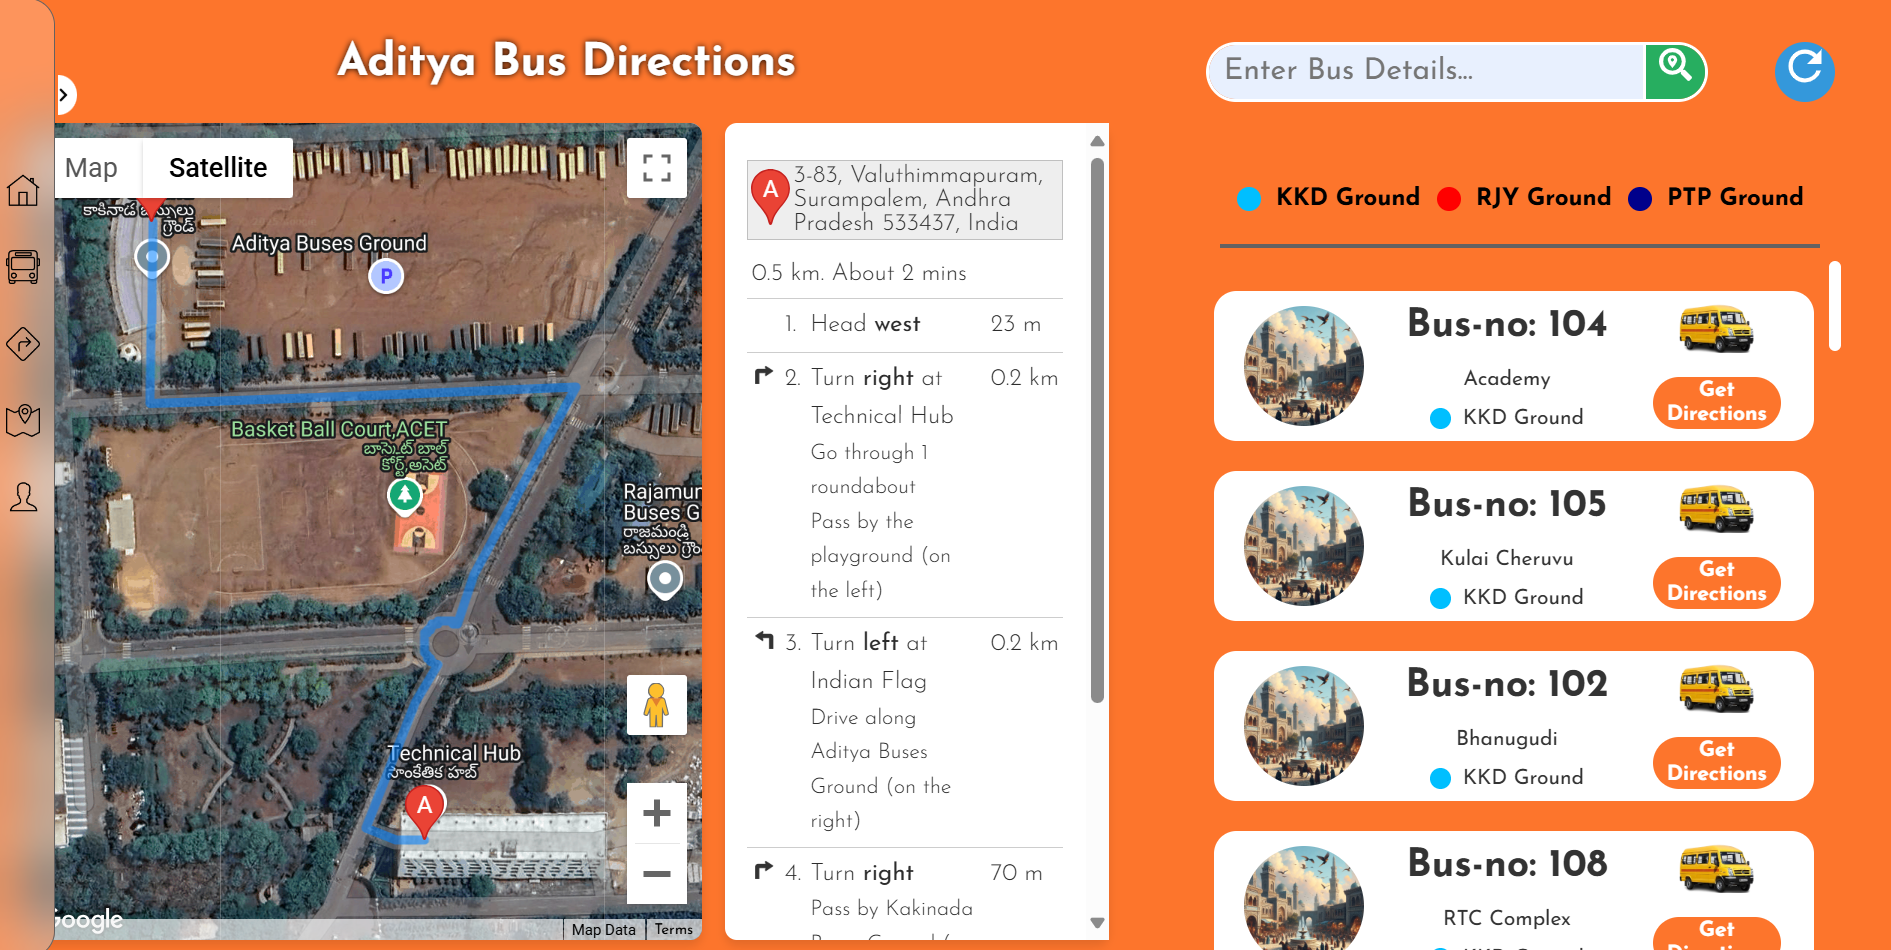 Aditya Bus Directions
Enter Bus Details...
Map
Satellite
కాకినాడ బస్సులు
గ్రౌండ్
Aditya Buses Ground
P
Basket Ball Court,ACET
బాస్కెట్ బాల్
కోర్ట్,అసెట్
Rajamun
Buses G
రాజమండ్రి
బస్సులు గ్రౌం
Technical Hub
సాంకేతిక హబ్
A
Google
Map Data
Terms
A
3-83, Valuthimmapuram,
Surampalem, Andhra
Pradesh 533437, India
0.5 km. About 2 mins
1. Head west 23 m
2. Turn right at 0.2 km
Technical Hub
Go through 1
roundabout
Pass by the
playground (on
the left)
3. Turn left at 0.2 km
Indian Flag
Drive along
Aditya Buses
Ground (on the
right)
4. Turn right 70 m
Pass by Kakinada
KKD Ground RJY Ground PTP Ground
Bus-no: 104
Academy
KKD Ground
Get
Directions
Bus-no: 105
Kulai Cheruvu
KKD Ground
Get
Directions
Bus-no: 102
Bhanugudi
KKD Ground
Get
Directions
Bus-no: 108
RTC Complex
Get